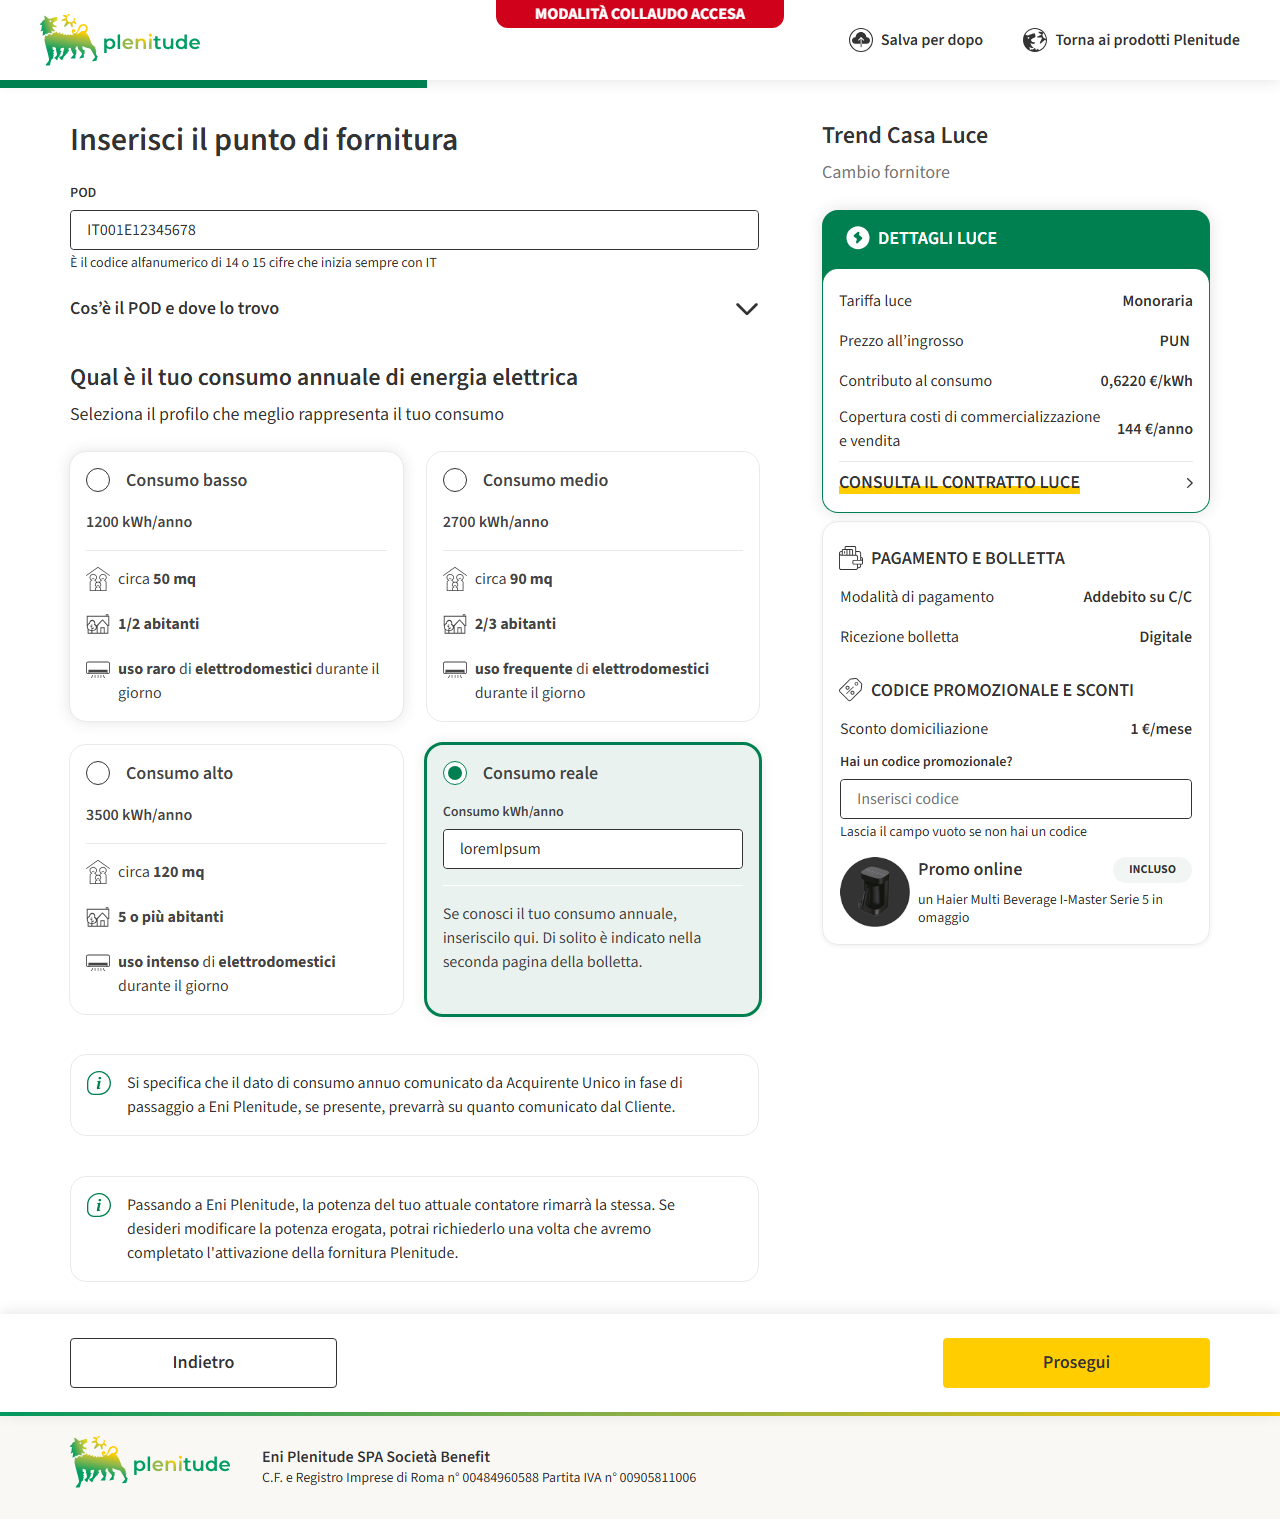 MODALITÀ COLLAUDO ACCESA
plenitude
Salva per dopo
Torna ai prodotti Plenitude
Inserisci il punto di fornitura
POD
IT001E12345678
È il codice alfanumerico di 14 o 15 cifre che inizia sempre con IT
Cos’è il POD e dove lo trovo
Qual è il tuo consumo annuale di energia elettrica
Seleziona il profilo che meglio rappresenta il tuo consumo
Consumo basso
1200 kWh/anno
circa 50 mq
1/2 abitanti
uso raro di elettrodomestici durante il
giorno
Consumo medio
2700 kWh/anno
circa 90 mq
2/3 abitanti
uso frequente di elettrodomestici
durante il giorno
Consumo alto
3500 kWh/anno
circa 120 mq
5 o più abitanti
uso intenso di elettrodomestici
durante il giorno
Consumo reale
Consumo kWh/anno
loremIpsum
Se conosci il tuo consumo annuale,
inseriscilo qui. Di solito è indicato nella
seconda pagina della bolletta.
Si specifica che il dato di consumo annuo comunicato da Acquirente Unico in fase di
passaggio a Eni Plenitude, se presente, prevarrà su quanto comunicato dal Cliente.
Passando a Eni Plenitude, la potenza del tuo attuale contatore rimarrà la stessa. Se
desideri modificare la potenza erogata, potrai richiederlo una volta che avremo
completato l'attivazione della fornitura Plenitude.
Trend Casa Luce
Cambio fornitore
DETTAGLI LUCE
Tariffa luce Monoraria
Prezzo all’ingrosso PUN
Contributo al consumo 0,6220 €/kWh
Copertura costi di commercializzazione
e vendita 144 €/anno
CONSULTA IL CONTRATTO LUCE
PAGAMENTO E BOLLETTA
Modalità di pagamento Addebito su C/C
Ricezione bolletta Digitale
CODICE PROMOZIONALE E SCONTI
Sconto domiciliazione 1 €/mese
Hai un codice promozionale?
Inserisci codice
Lascia il campo vuoto se non hai un codice
Promo online INCLUSO
un Haier Multi Beverage I-Master Serie 5 in
omaggio
Indietro
Prosegui
plenitude
Eni Plenitude SPA Società Benefit
C.F. e Registro Imprese di Roma n° 00484960588 Partita IVA n° 00905811006